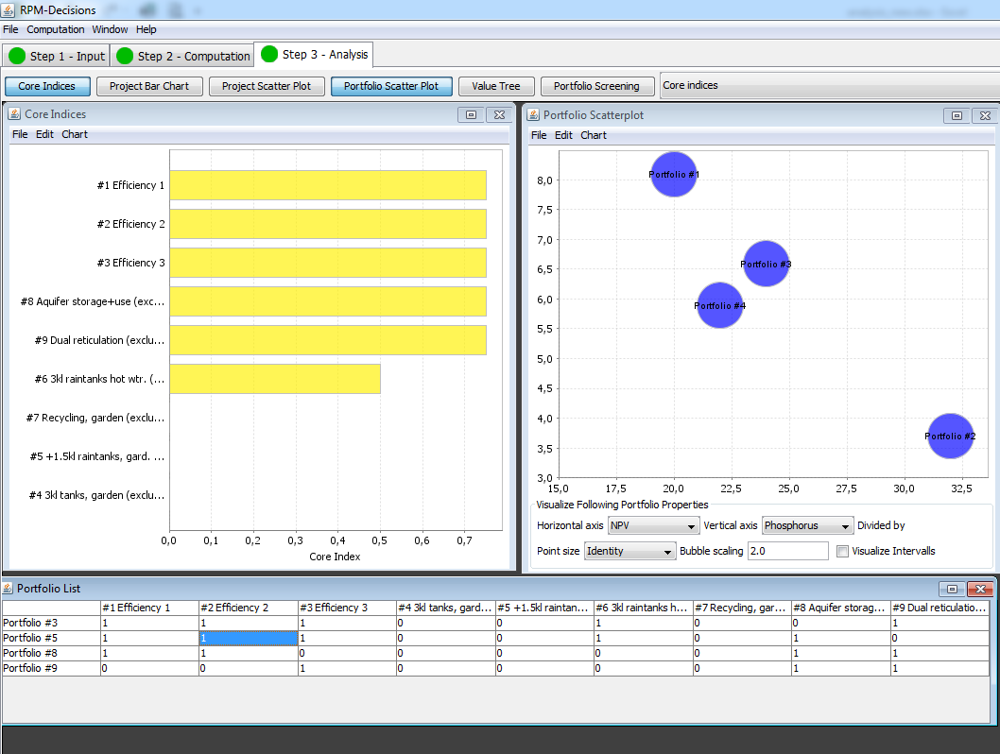 RPM-Decisions
File Computation Window Help
Step 1 - Input Step 2 - Computation Step 3 - Analysis
Core Indices Project Bar Chart Project Scatter Plot Portfolio Scatter Plot Value Tree Portfolio Screening Core indices
Core Indices
File Edit Chart
#1 Efficiency 1
#2 Efficiency 2
#3 Efficiency 3
#8 Aquifer storage+use (exc...
#9 Dual reticulation (exclu...
#6 3kl raintanks hot wtr. (...
#7 Recycling, garden (exclu...
#5 +1.5kl raintanks, gard. ...
#4 3kl tanks, garden (exclu...
0,0 0,1 0,2 0,3 0,4 0,5 0,6 0,7
Core Index
Portfolio Scatterplot
File Edit Chart
8,0
7,5
7,0
6,5
6,0
5,5
5,0
4,5
4,0
3,5
3,0
Portfolio #1
Portfolio #3
Portfolio #4
Portfolio #2
15,0 17,5 20,0 22,5 25,0 27,5 30,0 32,5
Visualize Following Portfolio Properties
Horizontal axis NPV Vertical axis Phosphorus Divided by
Point size Identity Bubble scaling 2.0 Visualize Intervalls
Portfolio List
#1 Efficiency 1 #2 Efficiency 2 #3 Efficiency 3 #4 3kl tanks, gard... #5 +1.5kl raintan... #6 3kl raintanks h... #7 Recycling, gar... #8 Aquifer storag... #9 Dual reticulatio...
Portfolio #3 1 1 1 0 0 1 0 0 1
Portfolio #5 1 1 1 0 0 1 0 1 0
Portfolio #8 1 1 0 0 0 0 0 1 1
Portfolio #9 0 0 1 0 0 0 0 1 1